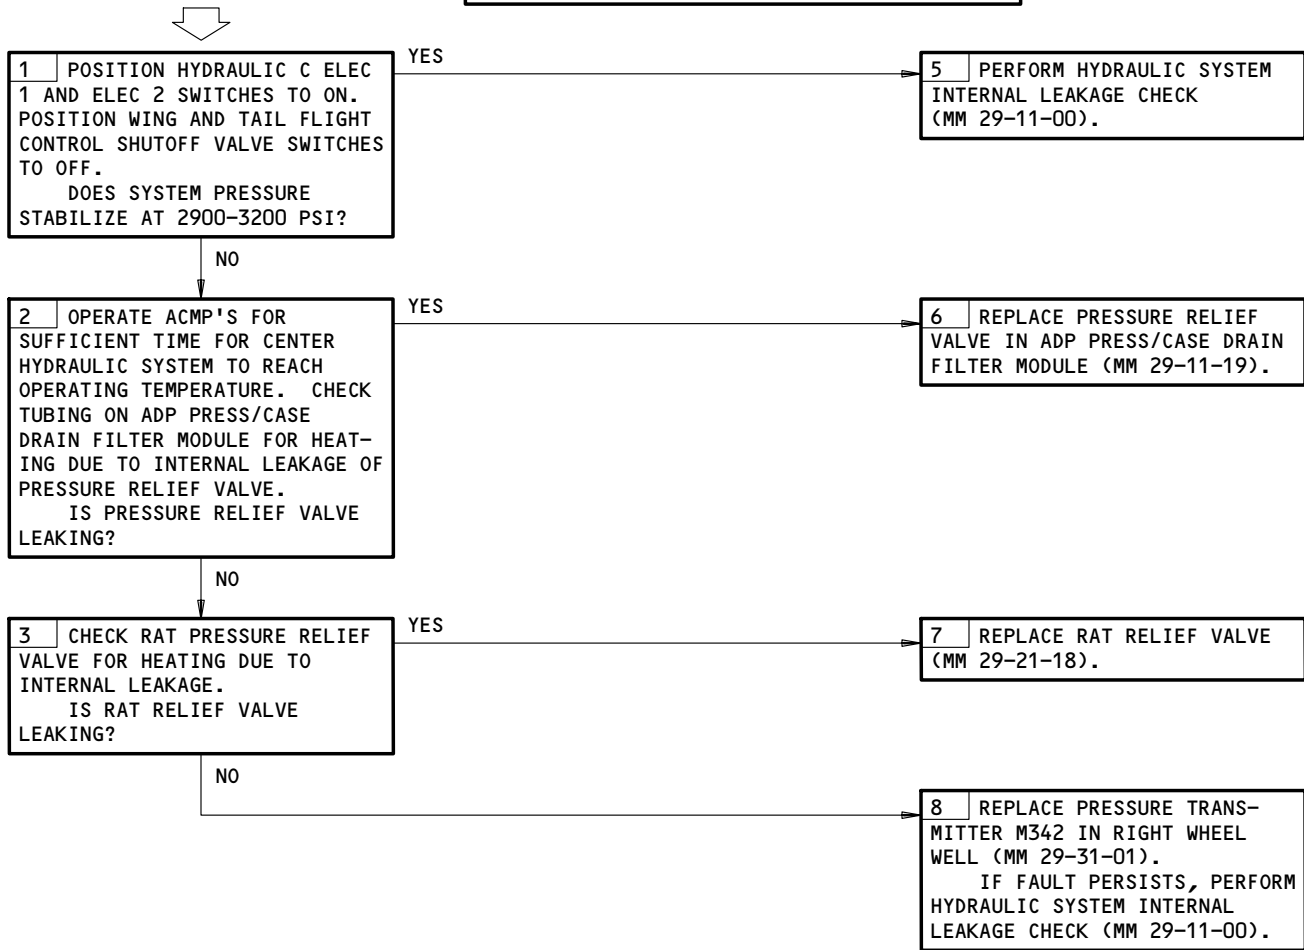 1 POSITION HYDRAULIC C ELEC
1 AND ELEC 2 SWITCHES TO ON.
POSITION WING AND TAIL FLIGHT
CONTROL SHUTOFF VALVE SWITCHES
TO OFF.
DOES SYSTEM PRESSURE
STABILIZE AT 2900-3200 PSI?
YES
5 PERFORM HYDRAULIC SYSTEM
INTERNAL LEAKAGE CHECK
(MM 29-11-00).
NO
2 OPERATE ACMP'S FOR
SUFFICIENT TIME FOR CENTER
HYDRAULIC SYSTEM TO REACH
OPERATING TEMPERATURE. CHECK
TUBING ON ADP PRESS/CASE
DRAIN FILTER MODULE FOR HEAT-
ING DUE TO INTERNAL LEAKAGE OF
PRESSURE RELIEF VALVE.
IS PRESSURE RELIEF VALVE
LEAKING?
YES
6 REPLACE PRESSURE RELIEF
VALVE IN ADP PRESS/CASE DRAIN
FILTER MODULE (MM 29-11-19).
NO
3 CHECK RAT PRESSURE RELIEF
VALVE FOR HEATING DUE TO
INTERNAL LEAKAGE.
IS RAT RELIEF VALVE
LEAKING?
YES
7 REPLACE RAT RELIEF VALVE
(MM 29-21-18).
NO
8 REPLACE PRESSURE TRANS-
MITTER M342 IN RIGHT WHEEL
WELL (MM 29-31-01).
IF FAULT PERSISTS, PERFORM
HYDRAULIC SYSTEM INTERNAL
LEAKAGE CHECK (MM 29-11-00).